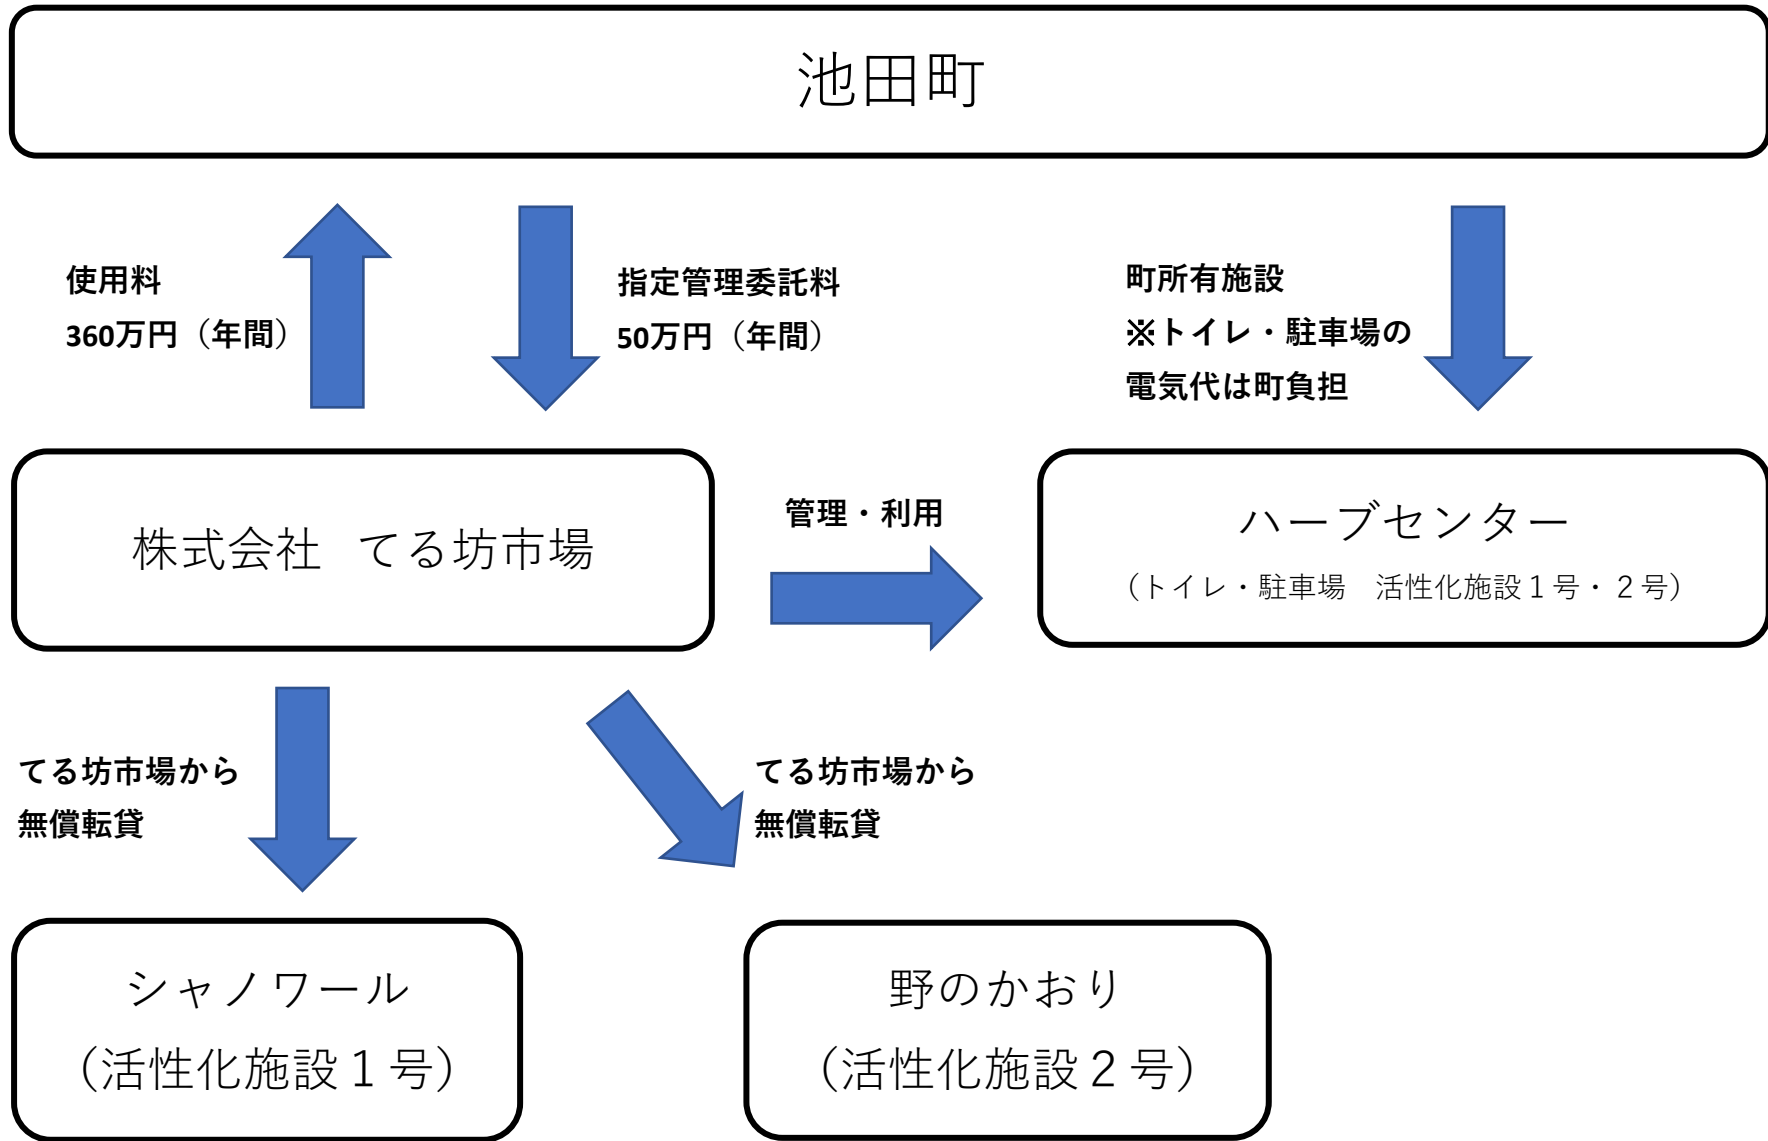 池田町
使用料
360万円（年間）
指定管理委託料
50万円（年間）
町所有施設
※トイレ・駐車場の
電気代は町負担
株式会社　てる坊市場
管理・利用
ハーブセンター
（トイレ・駐車場　活性化施設１号・２号）
てる坊市場から
無償転貸
てる坊市場から
無償転貸
シャノワール
（活性化施設１号）
野のかおり
（活性化施設２号）